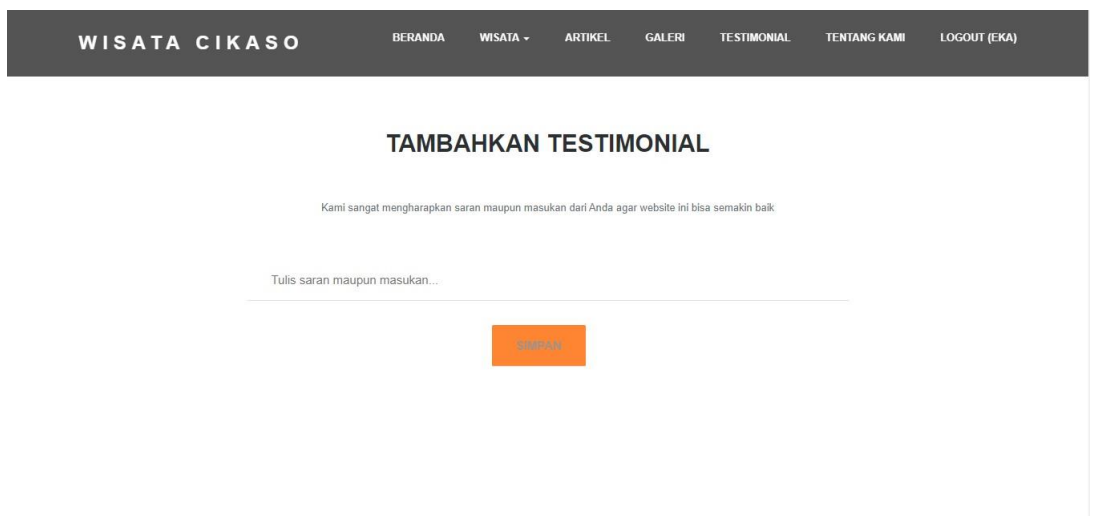 WISATA CIKASO
BERANDA WISATA ARTIKEL GALERI TESTIMONIAL TENTANG KAMI LOGOUT (EKA)
TAMBAHKAN TESTIMONIAL
Kami sangat mengharapkan saran maupun masukan dari Anda agar website ini bisa semakin baik
Tulis saran maupun masukan...
SIMPAN